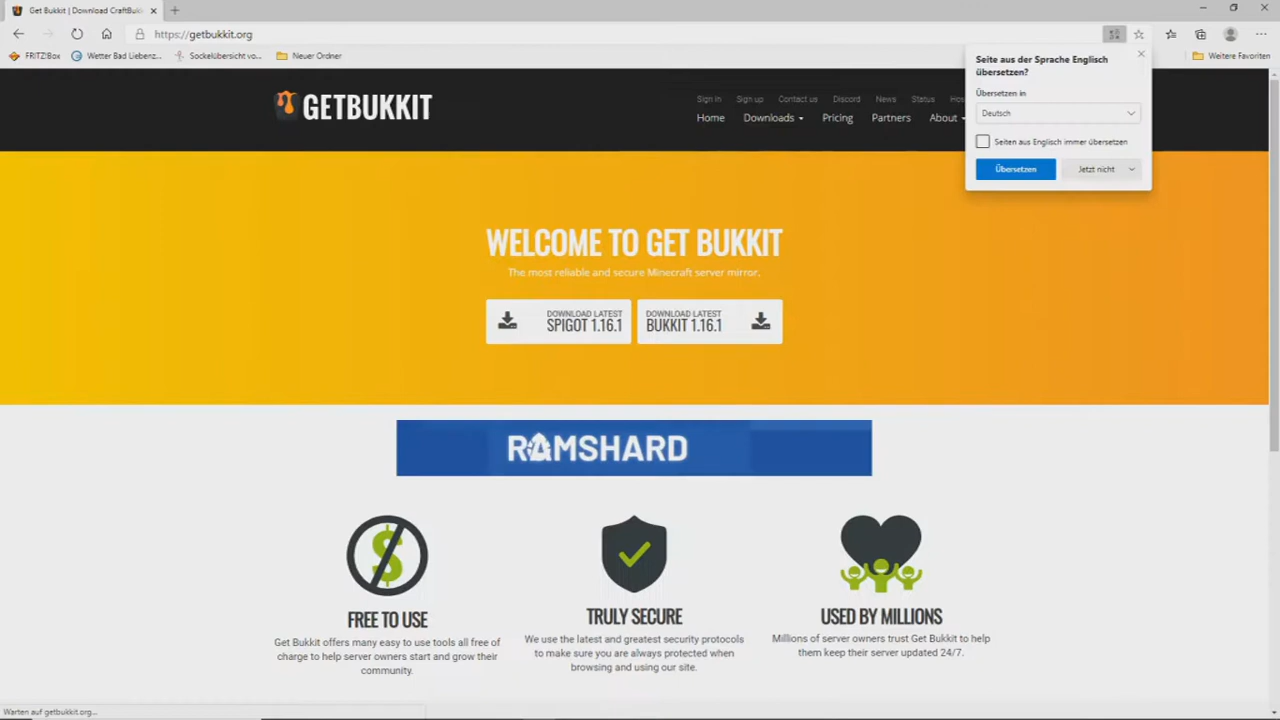 Get Bukkit | Download CraftBukk
https://getbukkit.org
FRITZ!Box
Wetter Bad Liebenz...
Sockelübersicht vo...
Neuer Ordner
Weitere Favoriten
GETBUKKIT
Sign in
Sign up
Contact us
Discord
News
Status
Hos
Home
Downloads
Pricing
Partners
About
Seite aus der Sprache Englisch
übersetzen?
Übersetzen in
Deutsch
Seiten aus Englisch immer übersetzen
Übersetzen
Jetzt nicht
WELCOME TO GET BUKKIT
The most reliable and secure Minecraft server mirror.
DOWNLOAD LATEST
SPIGOT 1.16.1
DOWNLOAD LATEST
BUKKIT 1.16.1
RAMSHARD
FREE TO USE
Get Bukkit offers many easy to use tools all free of
charge to help server owners start and grow their
community.
TRULY SECURE
We use the latest and greatest security protocols
to make sure you are always protected when
browsing and using our site.
USED BY MILLIONS
Millions of server owners trust Get Bukkit to help
them keep their server updated 24/7.
Warten auf getbukkit.org...